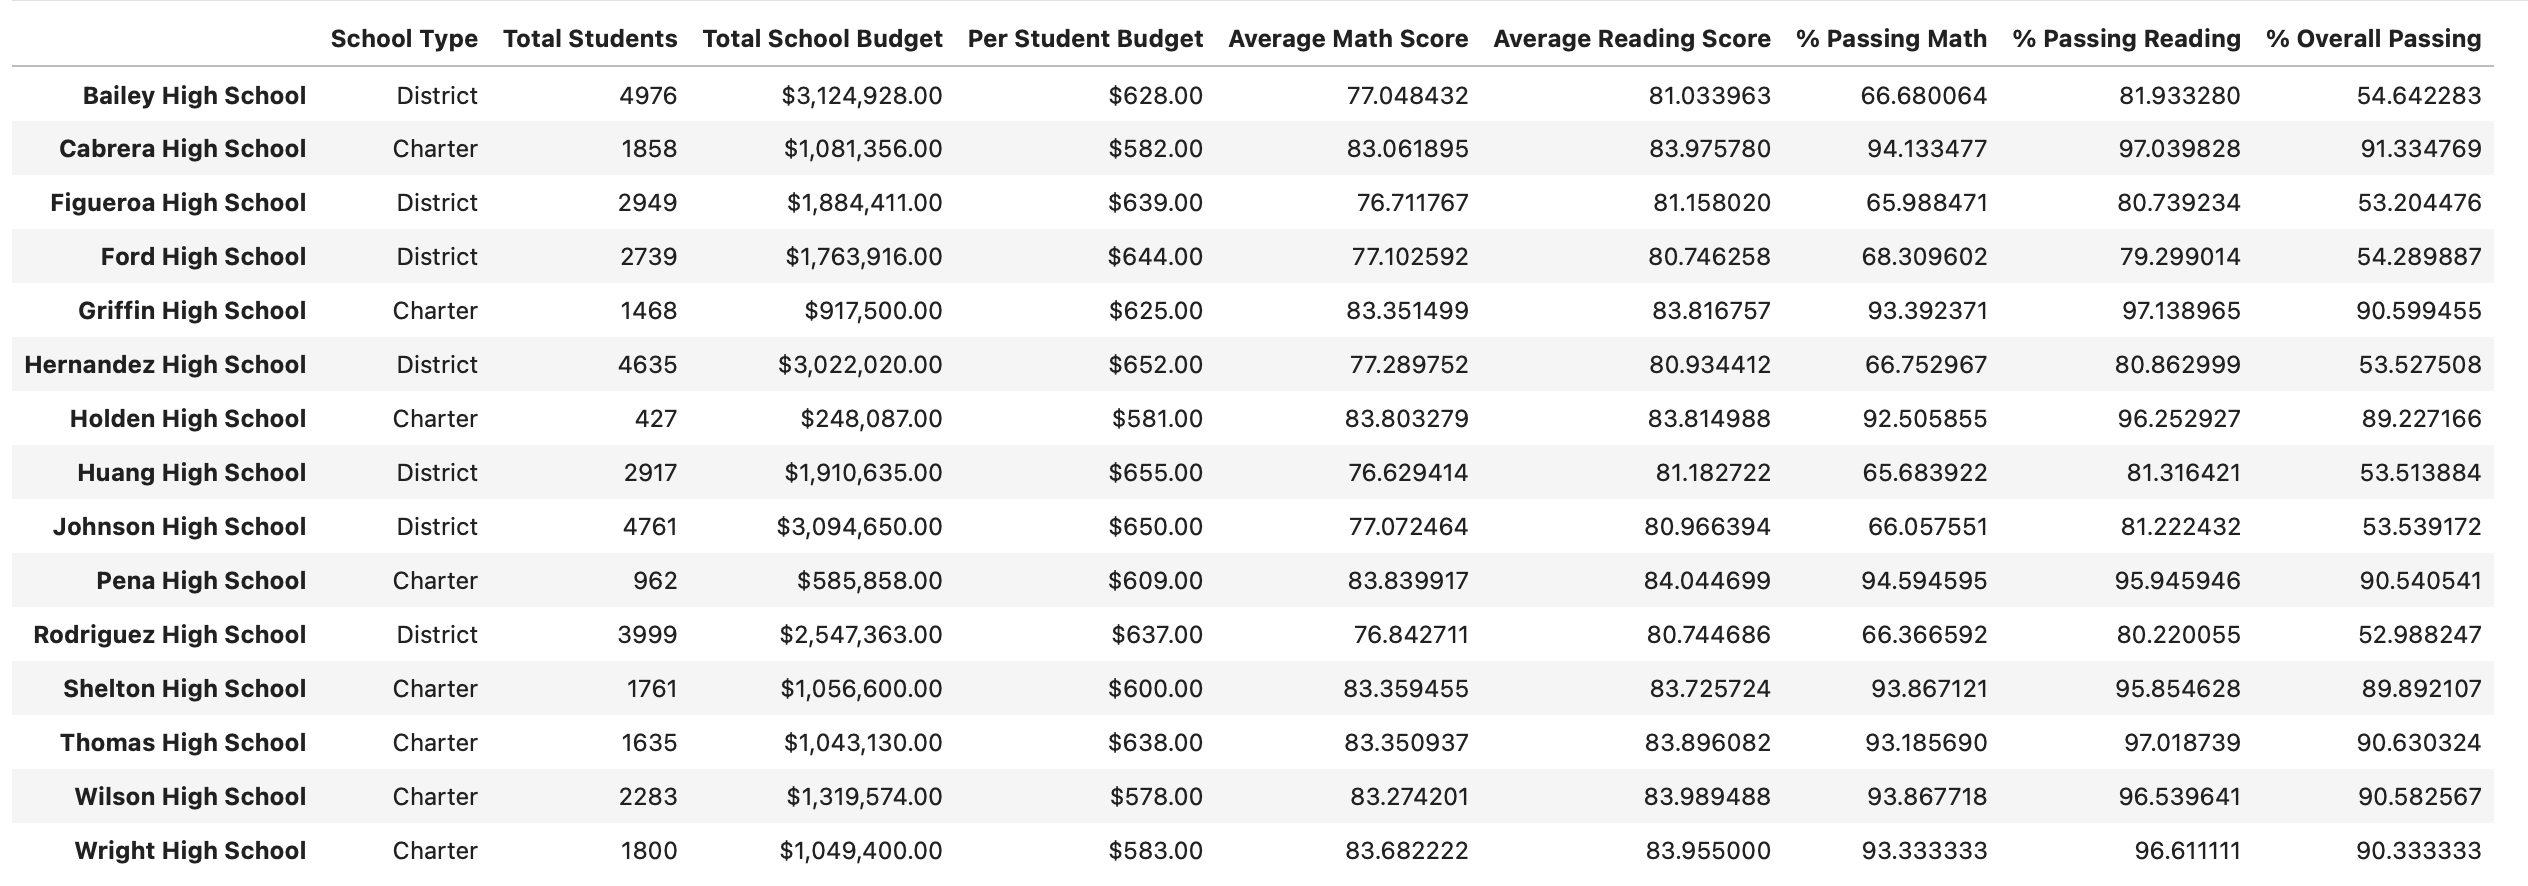 School Type Total Students Total School Budget Per Student Budget Average Math Score Average Reading Score % Passing Math % Passing Reading % Overall Passing
Bailey High School District 4976 $3,124,928.00 $628.00 77.048432 81.033963 66.680064 81.933280 54.642283
Cabrera High School Charter 1858 $1,081,356.00 $582.00 83.061895 83.975780 94.133477 97.039828 91.334769
Figueroa High School District 2949 $1,884,411.00 $639.00 76.711767 81.158020 65.988471 80.739234 53.204476
Ford High School District 2739 $1,763,916.00 $644.00 77.102592 80.746258 68.309602 79.299014 54.289887
Griffin High School Charter 1468 $917,500.00 $625.00 83.351499 83.816757 93.392371 97.138965 90.599455
Hernandez High School District 4635 $3,022,020.00 $652.00 77.289752 80.934412 66.752967 80.862999 53.527508
Holden High School Charter 427 $248,087.00 $581.00 83.803279 83.814988 92.505855 96.252927 89.227166
Huang High School District 2917 $1,910,635.00 $655.00 76.629414 81.182722 65.683922 81.316421 53.513884
Johnson High School District 4761 $3,094,650.00 $650.00 77.072464 80.966394 66.057551 81.222432 53.539172
Pena High School Charter 962 $585,858.00 $609.00 83.839917 84.044699 94.594595 95.945946 90.540541
Rodriguez High School District 3999 $2,547,363.00 $637.00 76.842711 80.744686 66.366592 80.220055 52.988247
Shelton High School Charter 1761 $1,056,600.00 $600.00 83.359455 83.725724 93.867121 95.854628 89.892107
Thomas High School Charter 1635 $1,043,130.00 $638.00 83.350937 83.896082 93.185690 97.018739 90.630324
Wilson High School Charter 2283 $1,319,574.00 $578.00 83.274201 83.989488 93.867718 96.539641 90.582567
Wright High School Charter 1800 $1,049,400.00 $583.00 83.682222 83.955000 93.333333 96.611111 90.333333